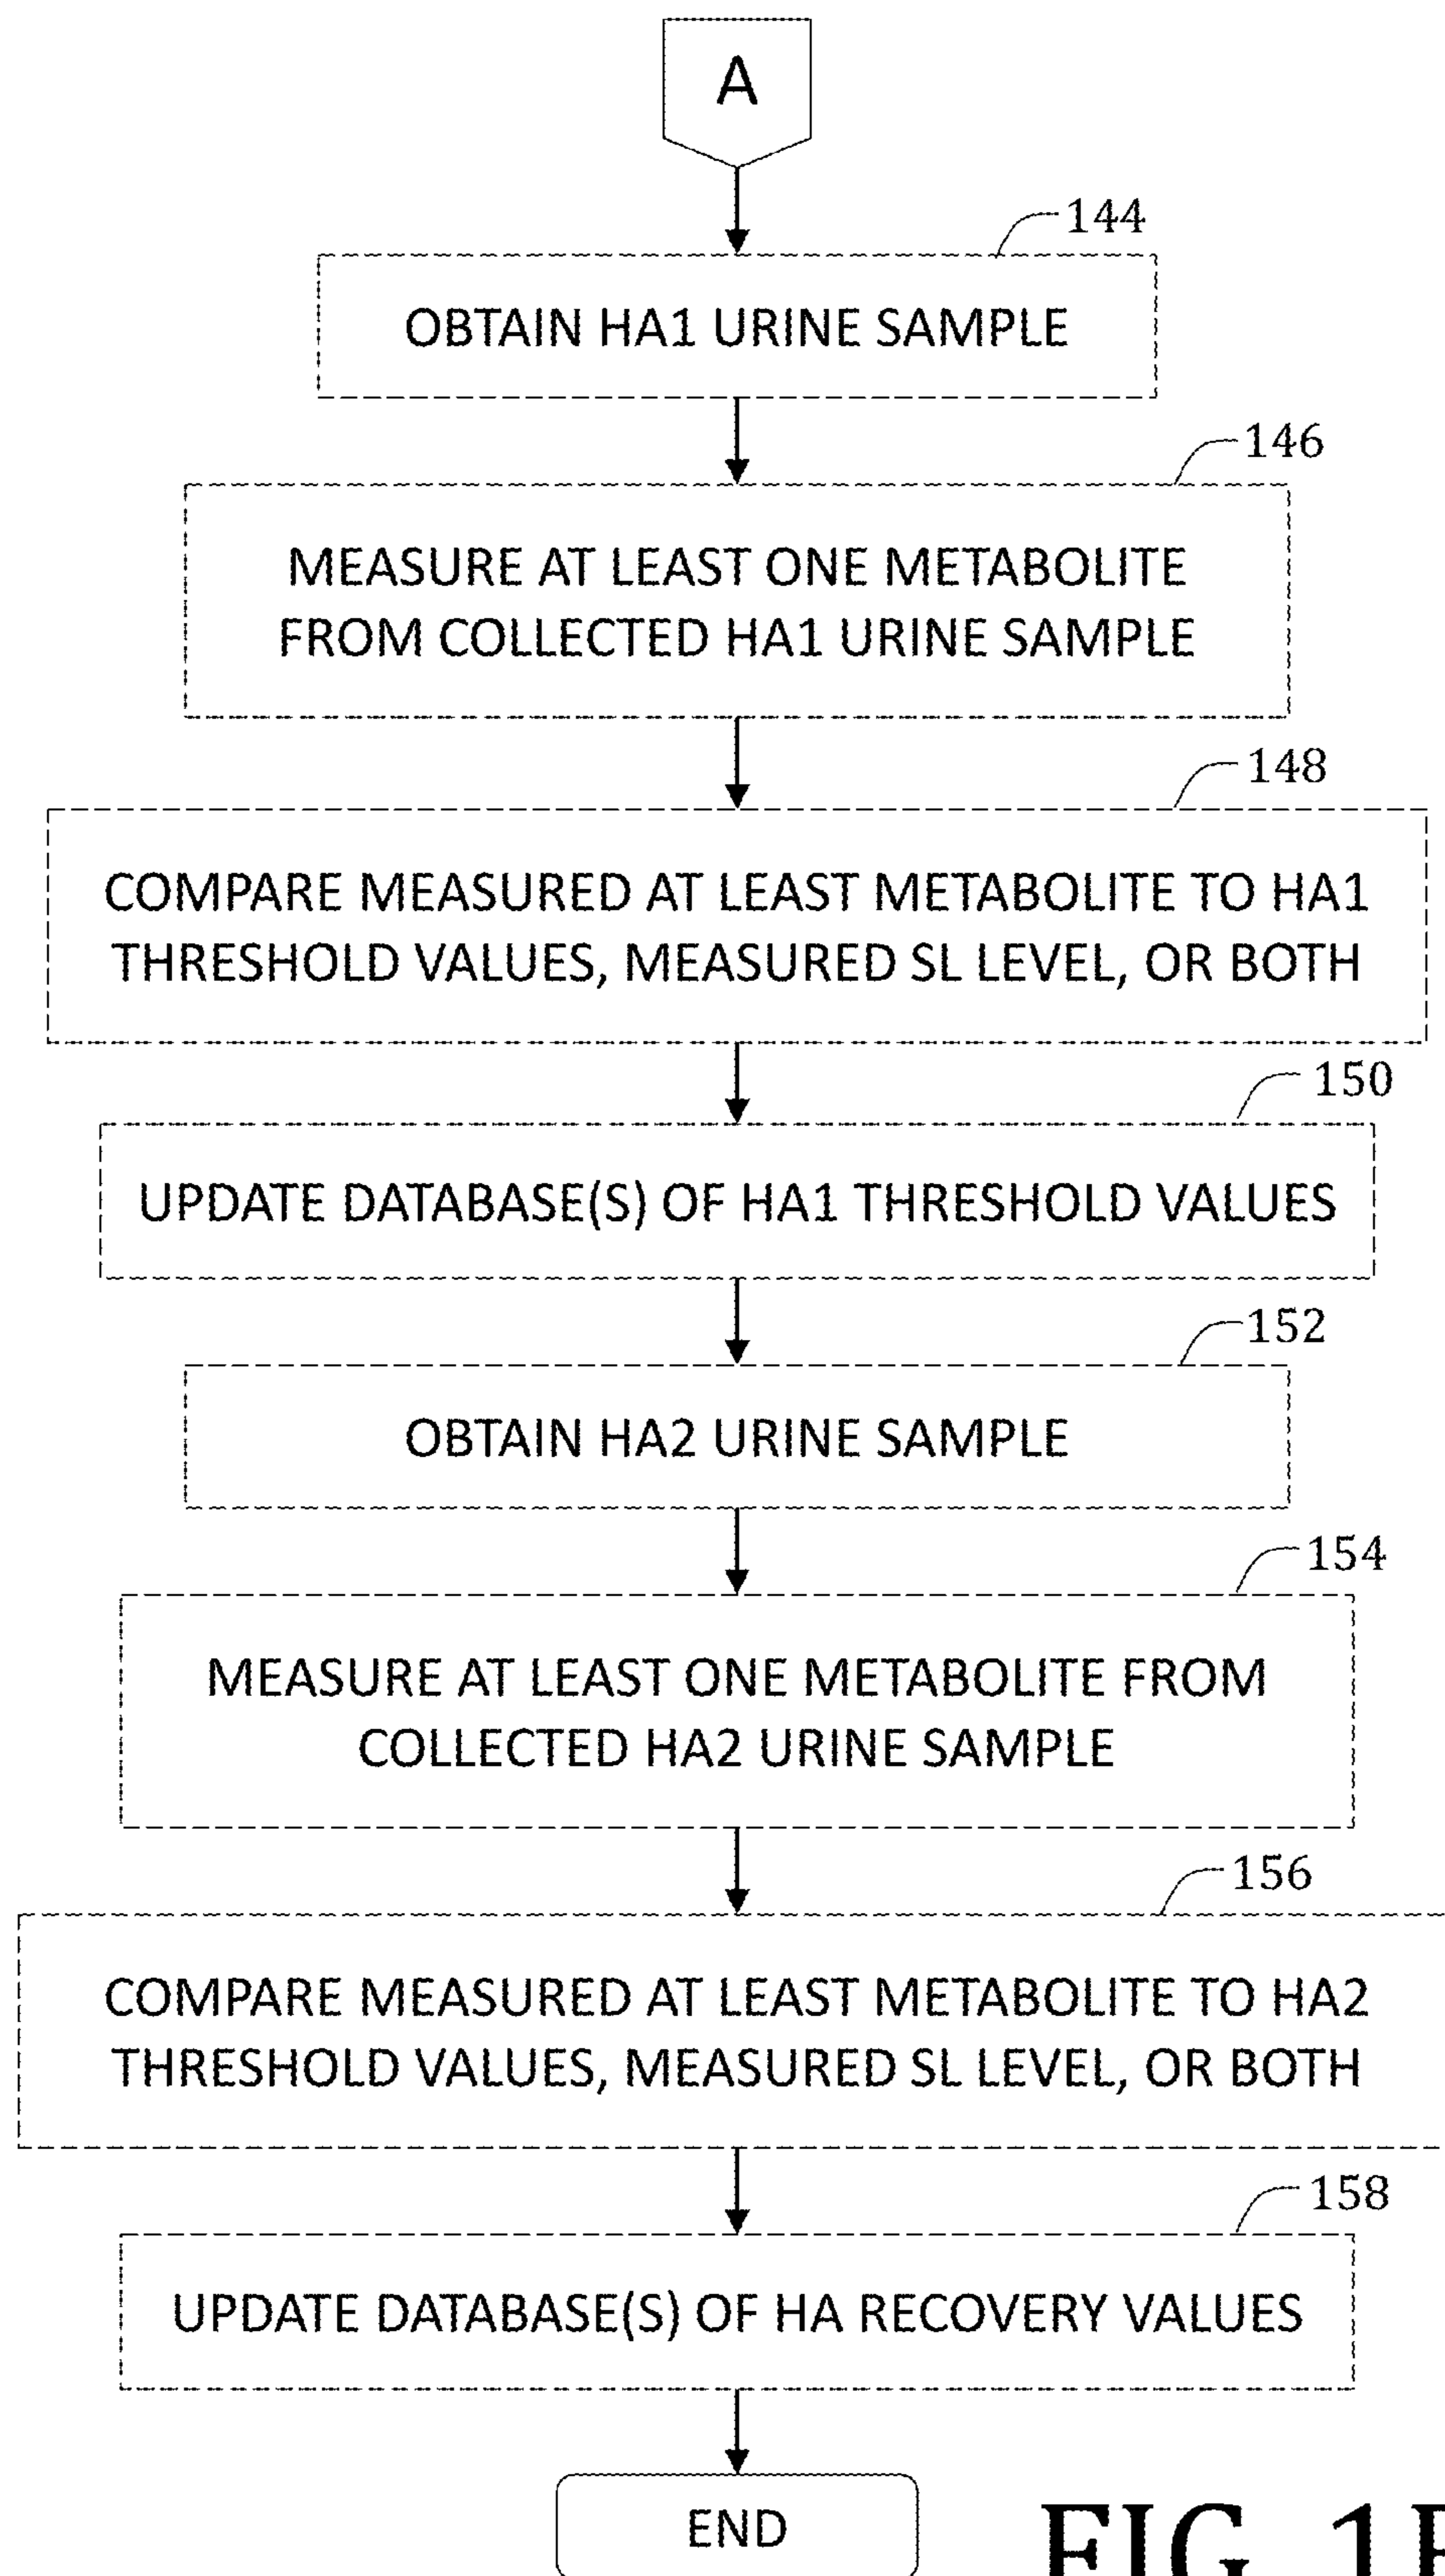 A
144
OBTAIN HA1 URINE SAMPLE
146
MEASURE AT LEAST ONE METABOLITE
FROM COLLECTED HA1 URINE SAMPLE
148
COMPARE MEASURED AT LEAST METABOLITE TO HA1
THRESHOLD VALUES, MEASURED SL LEVEL, OR BOTH
150
UPDATE DATABASE(S) OF HA1 THRESHOLD VALUES
152
OBTAIN HA2 URINE SAMPLE
154
MEASURE AT LEAST ONE METABOLITE FROM
COLLECTED HA2 URINE SAMPLE
156
COMPARE MEASURED AT LEAST METABOLITE TO HA2
THRESHOLD VALUES, MEASURED SL LEVEL, OR BOTH
158
UPDATE DATABASE(S) OF HA RECOVERY VALUES
END
FIG.